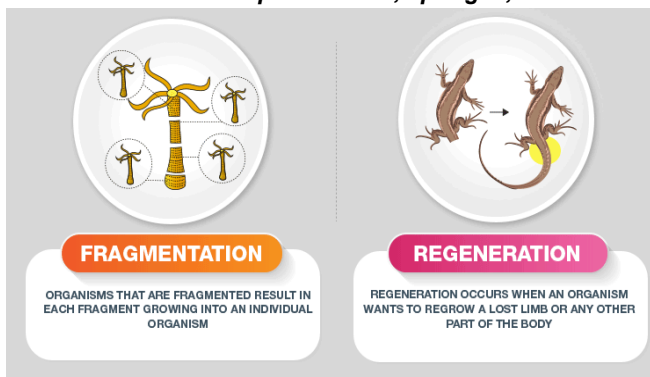 FRAGMENTATION
ORGANISMS THAT ARE FRAGMENTED RESULT IN
EACH FRAGMENT GROWING INTO AN INDIVIDUAL
ORGANISM
REGENERATION
REGENERATION OCCURS WHEN AN ORGANISM
WANTS TO REGROW A LOST LIMB OR ANY OTHER
PART OF THE BODY